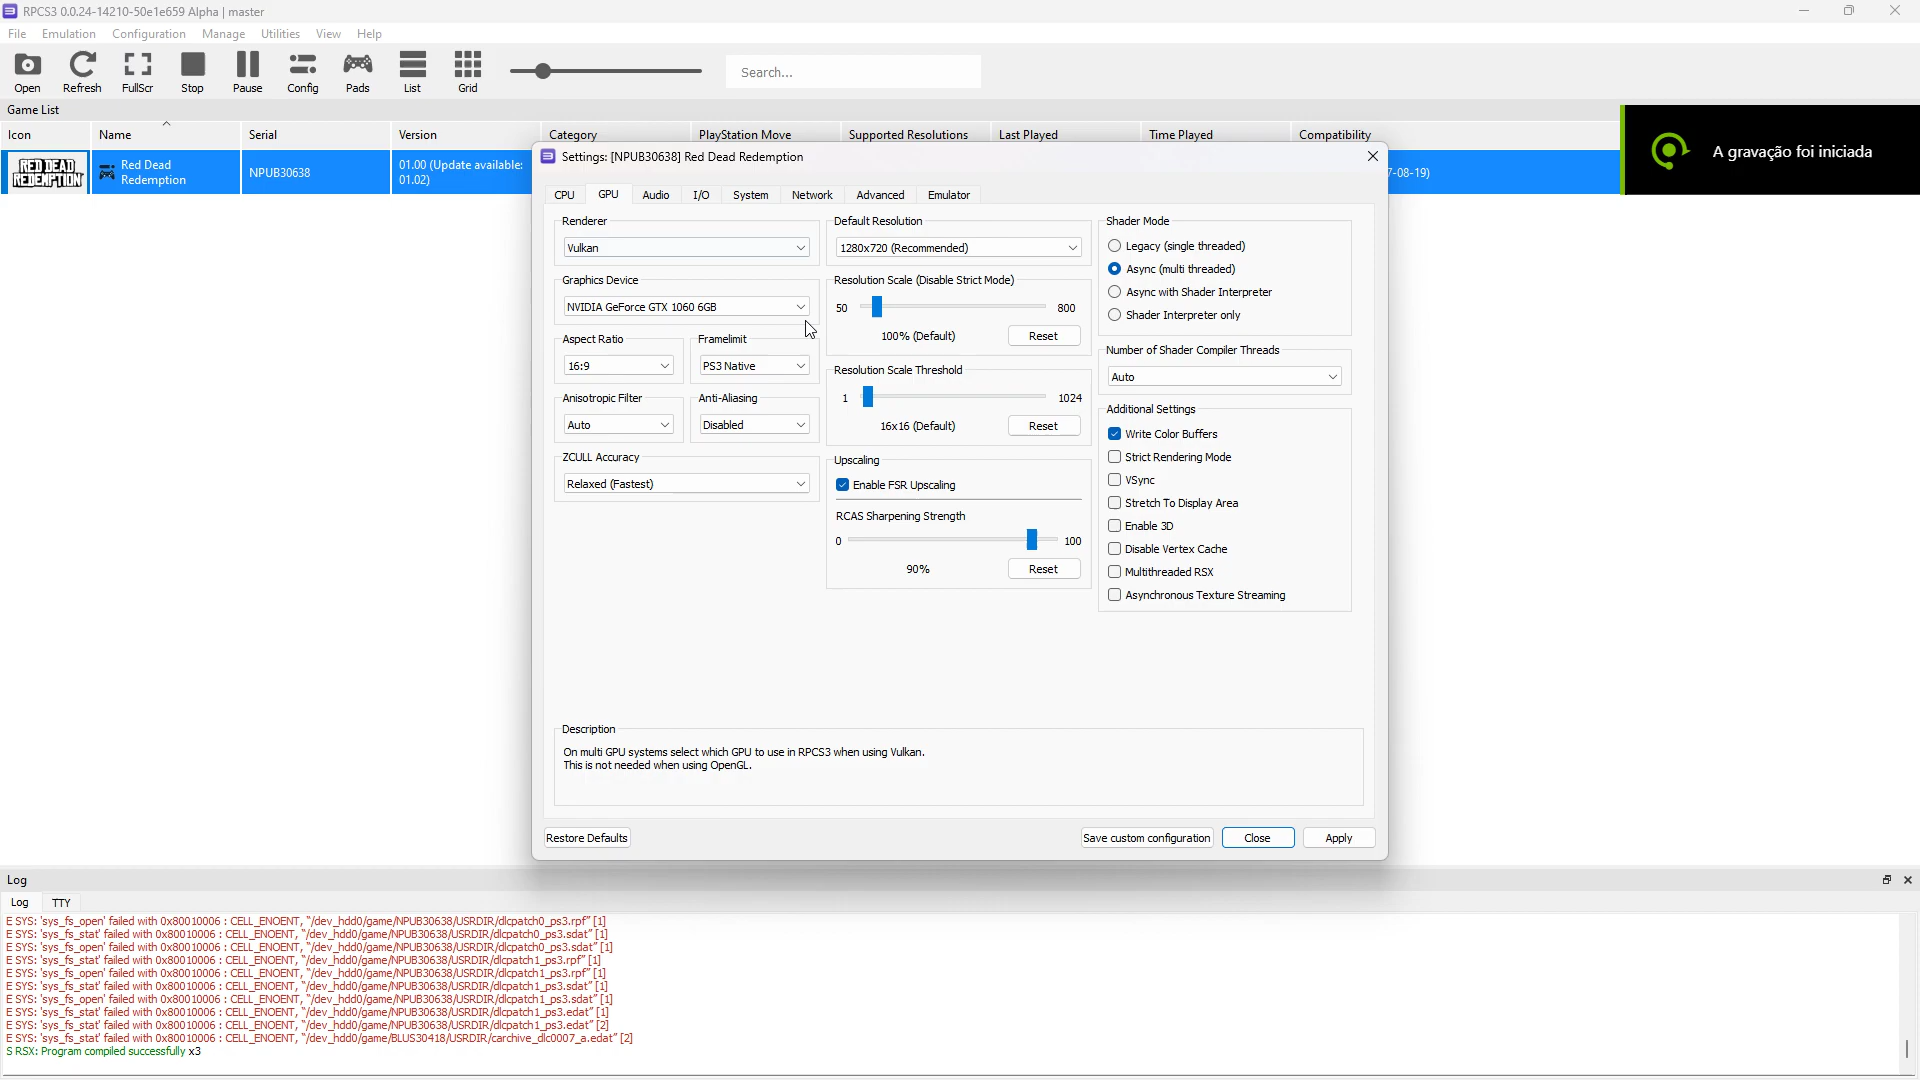 RPCS3 0.0.24-14210-50e1e659 Alpha | master
File Emulation Configuration Manage Utilities View Help
Open Refresh FullScr Stop Pause Config Pads List Grid
Search...
Game List
Icon Name Serial Version Category PlayStation Move Supported Resolutions Last Played Time Played Compatibility
RED DEAD
REDEMPTION
Red Dead
Redemption
NPUB30638
01.00 (Update available:
01.02)
7-08-19)
A gravação foi iniciada
Settings: [NPUB30638] Red Dead Redemption
CPU GPU Audio I/O System Network Advanced Emulator
Renderer
Vulkan
Graphics Device
NVIDIA GeForce GTX 1060 6GB
Aspect Ratio
16:9
Framelimit
PS3 Native
Anisotropic Filter
Auto
Anti-Aliasing
Disabled
ZCULL Accuracy
Relaxed (Fastest)
Default Resolution
1280x720 (Recommended)
Resolution Scale (Disable Strict Mode)
50 800
100% (Default) Reset
Resolution Scale Threshold
1 1024
16x16 (Default) Reset
Upscaling
Enable FSR Upscaling
RCAS Sharpening Strength
0 100
90% Reset
Shader Mode
Legacy (single threaded)
Async (multi threaded)
Async with Shader Interpreter
Shader Interpreter only
Number of Shader Compiler Threads
Auto
Additional Settings
Write Color Buffers
Strict Rendering Mode
VSync
Stretch To Display Area
Enable 3D
Disable Vertex Cache
Multithreaded RSX
Asynchronous Texture Streaming
Description
On multi GPU systems select which GPU to use in RPCS3 when using Vulkan.
This is not needed when using OpenGL.
Restore Defaults Save custom configuration Close Apply
Log
Log TTY
E SYS: 'sys_fs_open' failed with 0x80010006 : CELL_ENOENT, “/dev_hdd0/game/NPUB30638/USRDIR/dlcpatch0_ps3.rpf” [1]
E SYS: 'sys_fs_stat' failed with 0x80010006 : CELL_ENOENT, “/dev_hdd0/game/NPUB30638/USRDIR/dlcpatch0_ps3.sdat” [1]
E SYS: 'sys_fs_open' failed with 0x80010006 : CELL_ENOENT, “/dev_hdd0/game/NPUB30638/USRDIR/dlcpatch0_ps3.sdat” [1]
E SYS: 'sys_fs_stat' failed with 0x80010006 : CELL_ENOENT, “/dev_hdd0/game/NPUB30638/USRDIR/dlcpatch1_ps3.rpf” [1]
E SYS: 'sys_fs_open' failed with 0x80010006 : CELL_ENOENT, “/dev_hdd0/game/NPUB30638/USRDIR/dlcpatch1_ps3.rpf” [1]
E SYS: 'sys_fs_stat' failed with 0x80010006 : CELL_ENOENT, “/dev_hdd0/game/NPUB30638/USRDIR/dlcpatch1_ps3.sdat” [1]
E SYS: 'sys_fs_open' failed with 0x80010006 : CELL_ENOENT, “/dev_hdd0/game/NPUB30638/USRDIR/dlcpatch1_ps3.sdat” [1]
E SYS: 'sys_fs_stat' failed with 0x80010006 : CELL_ENOENT, “/dev_hdd0/game/NPUB30638/USRDIR/dlcpatch1_ps3.edat” [1]
E SYS: 'sys_fs_stat' failed with 0x80010006 : CELL_ENOENT, “/dev_hdd0/game/NPUB30638/USRDIR/dlcpatch1_ps3.edat” [2]
E SYS: 'sys_fs_stat' failed with 0x80010006 : CELL_ENOENT, “/dev_hdd0/game/BLUS30418/USRDIR/carchive_dlc0007_a.edat” [2]
S RSX: Program compiled successfully x3